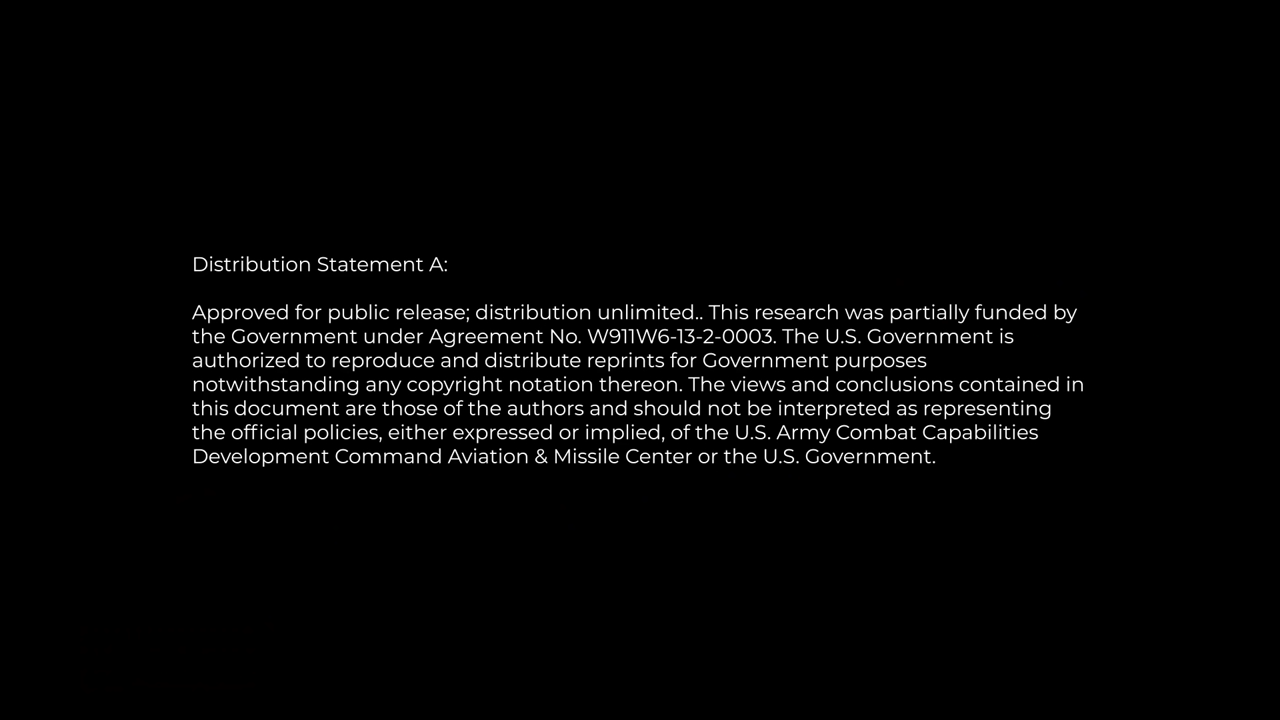 Distribution Statement A:
Approved for public release; distribution unlimited.. This research was partially funded by
the Government under Agreement No. W911W6-13-2-0003. The U.S. Government is
authorized to reproduce and distribute reprints for Government purposes
notwithstanding any copyright notation thereon. The views and conclusions contained in
this document are those of the authors and should not be interpreted as representing
the official policies, either expressed or implied, of the U.S. Army Combat Capabilities
Development Command Aviation & Missile Center or the U.S. Government.